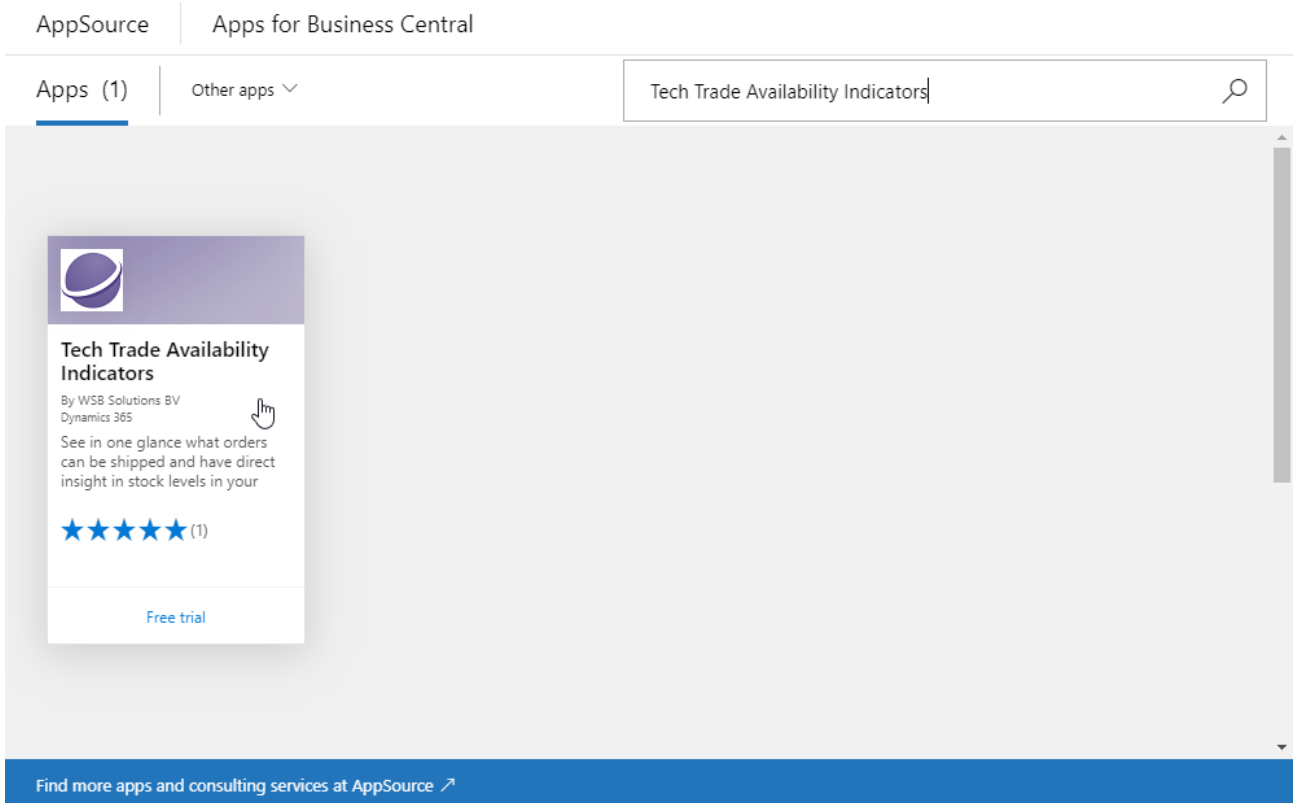 AppSource Apps for Business Central
Apps (1) Other apps Tech Trade Availability Indicators
Tech Trade Availability
Indicators
By WSB Solutions BV
Dynamics 365
See in one glance what orders
can be shipped and have direct
insight in stock levels in your
(1)
Free trial
Find more apps and consulting services at AppSource